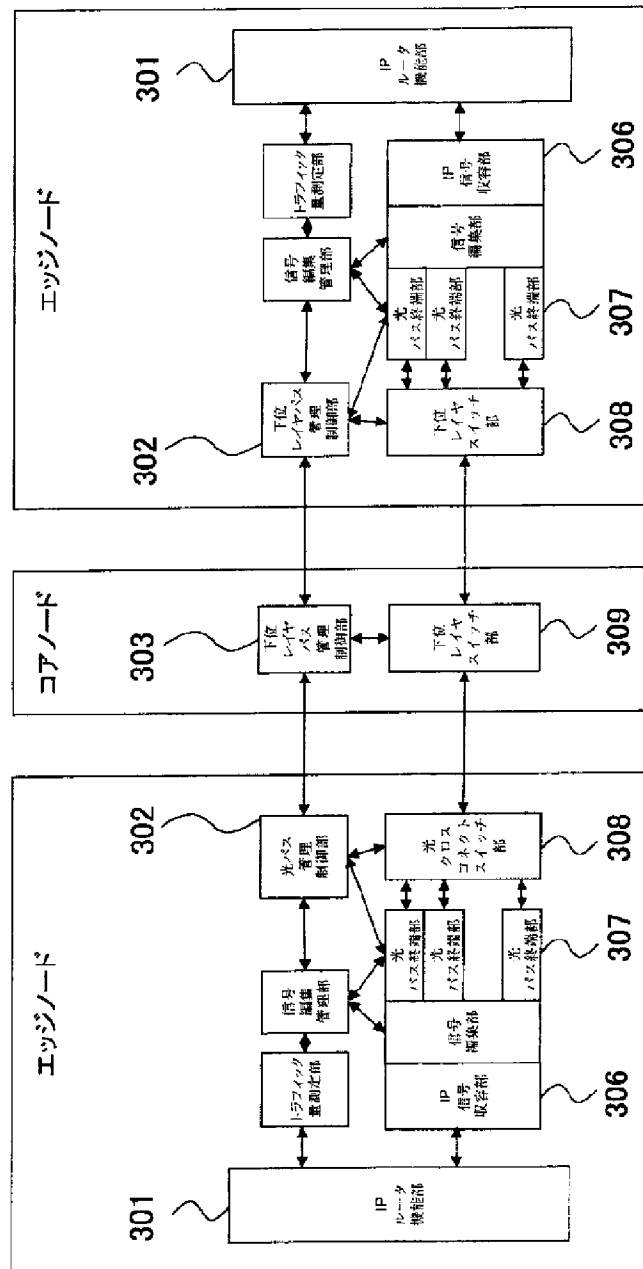 エッジノード
301
IP
ルータ
機能部
トラフィック
量測定部
信号
編集
管理部
302
光パス
管理
制御部
IP
信号
収容部
306
信号
編集部
光
パス終端部
光
パス終端部
光
パス終端部
307
光
クロス
コネクト
スイッチ
部
308
コアノード
303
下位
レイヤ
パス
管理
制御部
下位
レイヤ
スイッチ
部
309
エッジノード
302
下位
レイヤパス
管理
制御部
信号
編集
管理部
トラフィック
量測定部
301
IP
ルータ
機能部
下位
レイヤ
スイッチ
部
308
光
パス終端部
光
パス終端部
光
パス終端部
307
信号
編集部
IP
信号
収容部
306